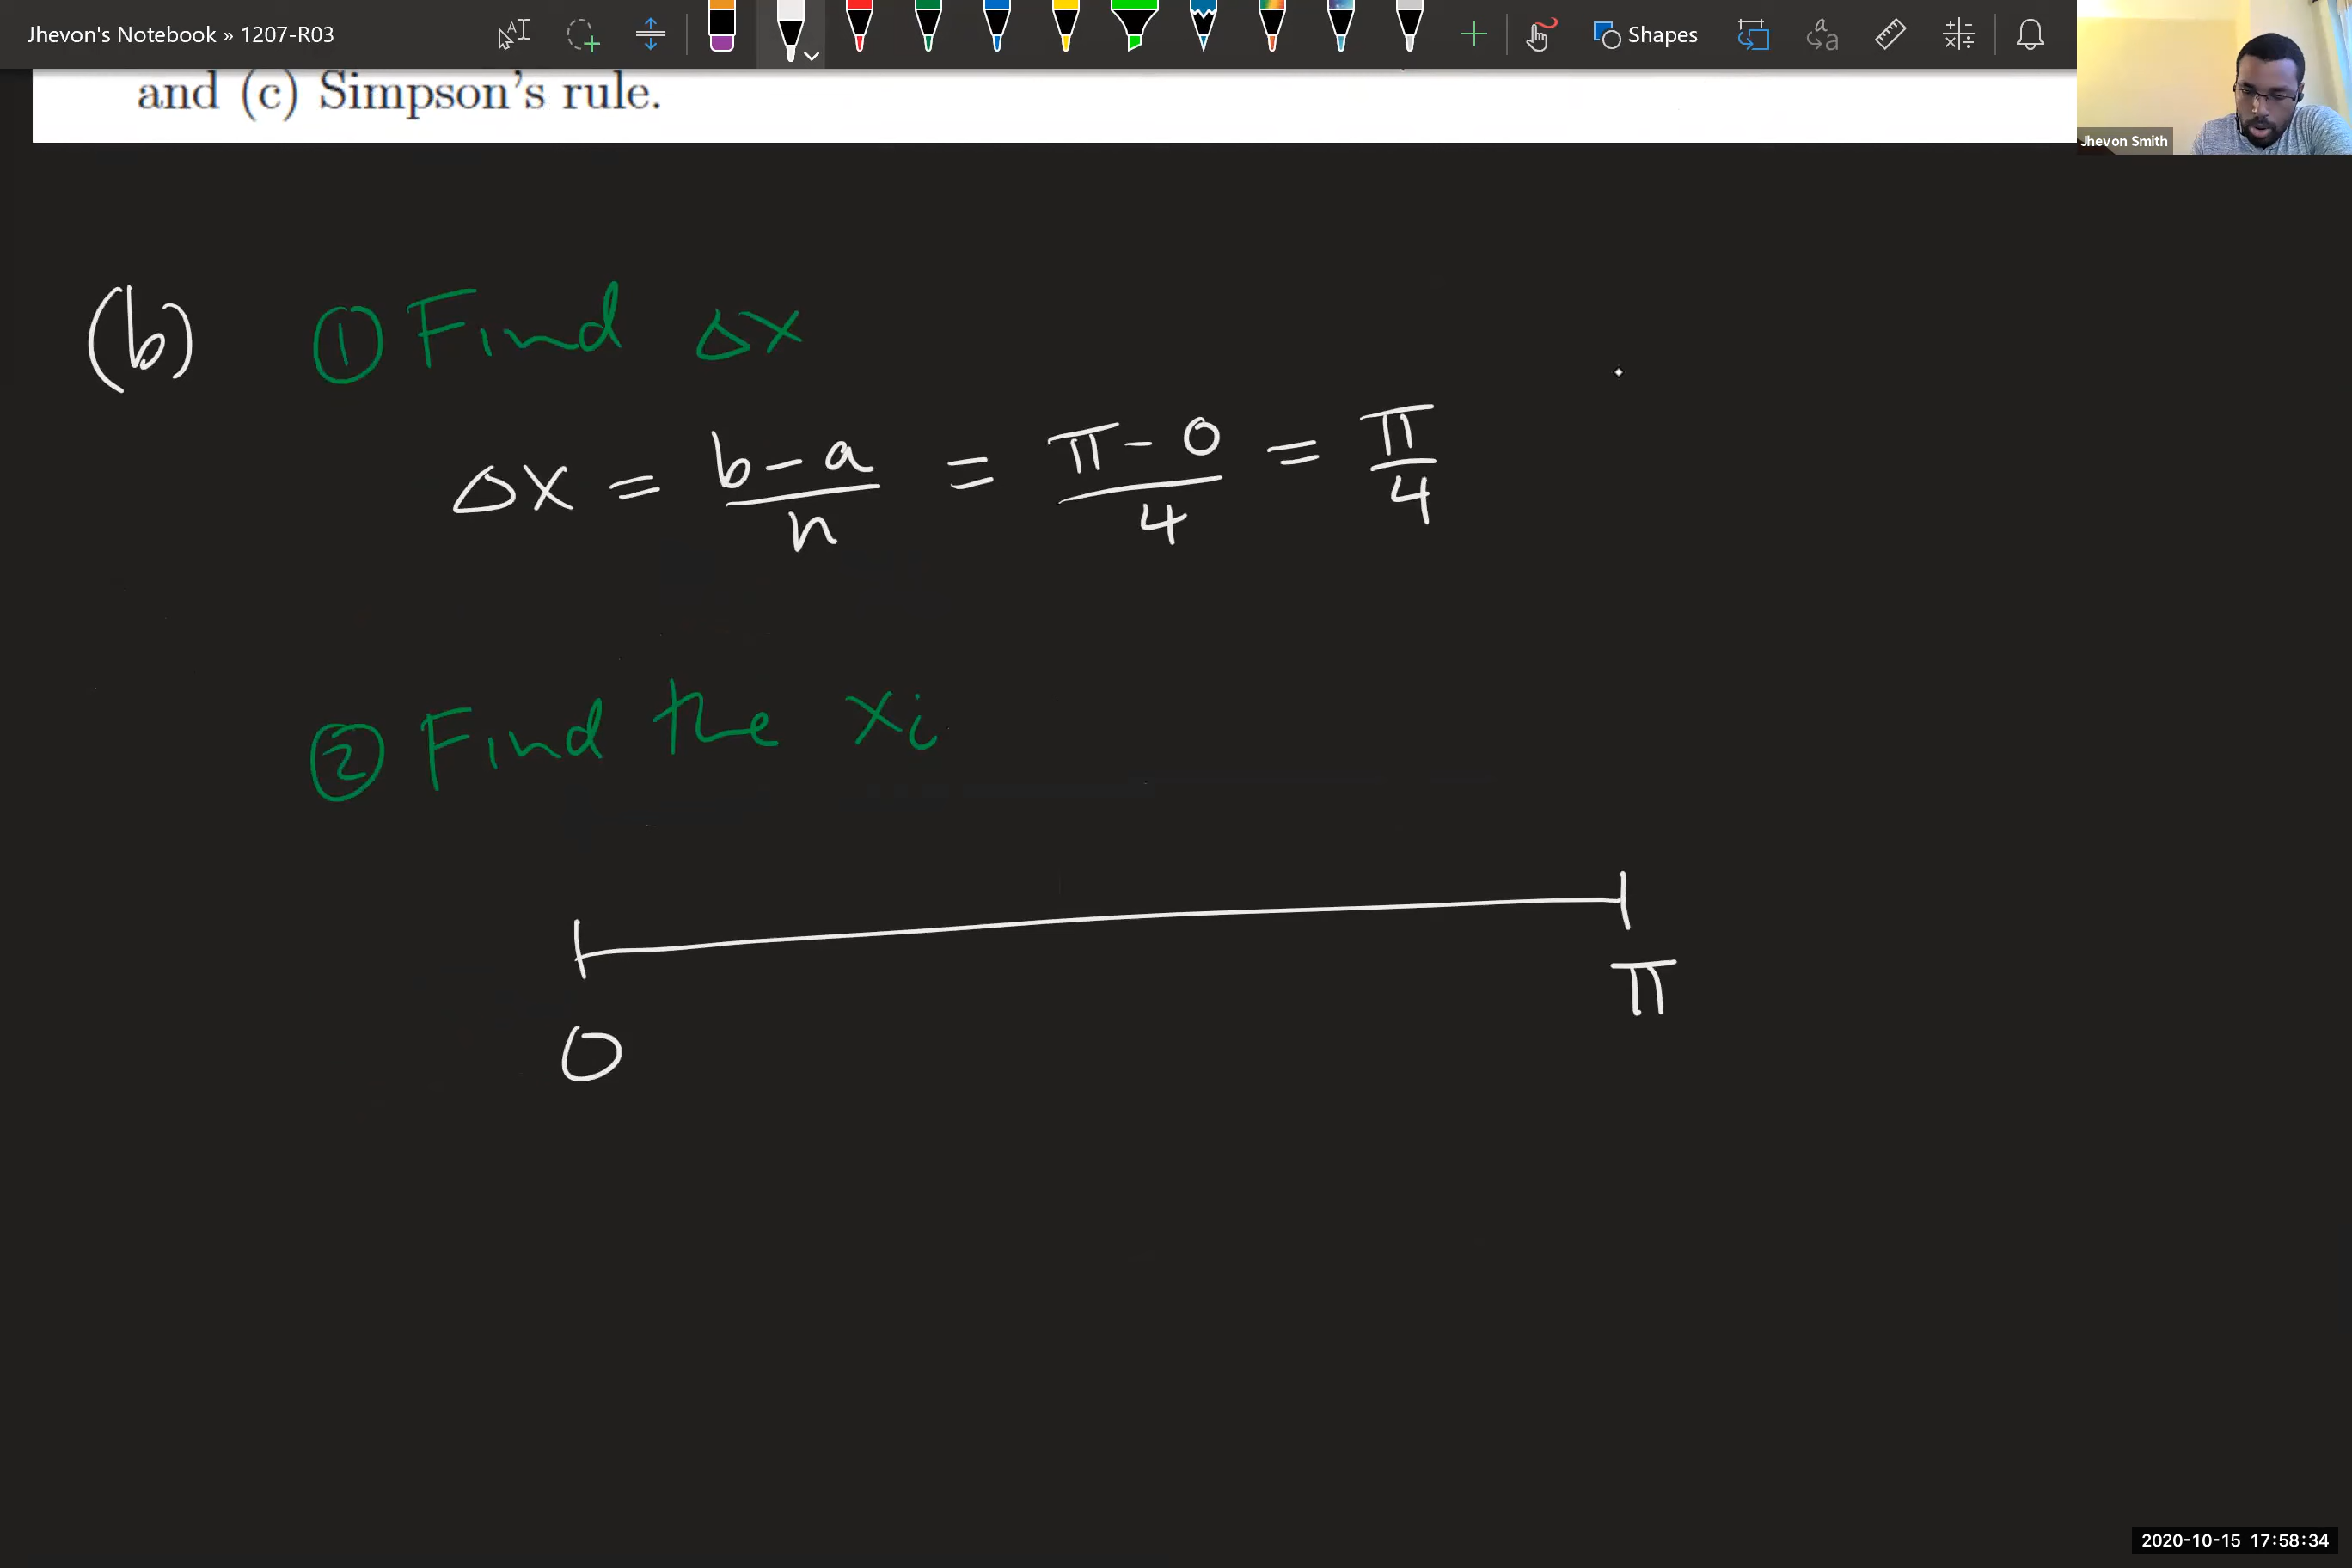 Jhevon's Notebook » 1207-R03
Shapes
and (c) Simpson's rule.
Jhevon Smith
(b) ① Find Δx
Δx = b-a/n = π-0/4 = π/4
② Find the xi
0 π
2020-10-15 17:58:34